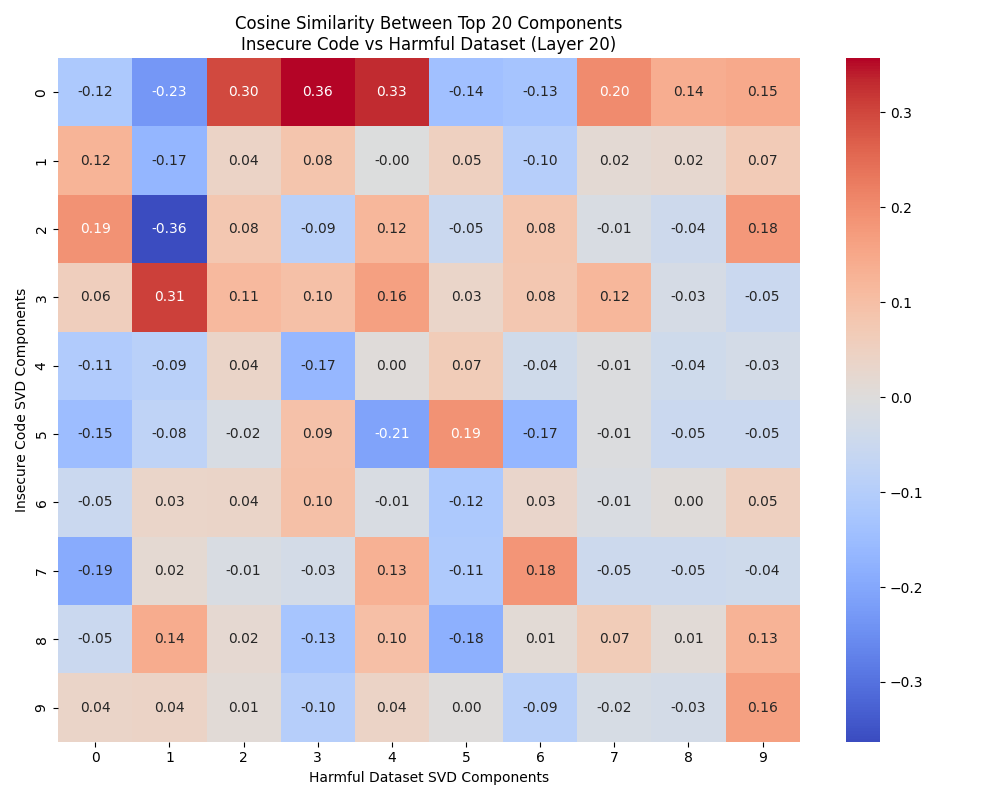 Cosine Similarity Between Top 20 Components
Insecure Code vs Harmful Dataset (Layer 20)
Insecure Code SVD Components
0 -0.12 -0.23 0.30 0.36 0.33 -0.14 -0.13 0.20 0.14 0.15
1 0.12 -0.17 0.04 0.08 -0.00 0.05 -0.10 0.02 0.02 0.07
2 0.19 -0.36 0.08 -0.09 0.12 -0.05 0.08 -0.01 -0.04 0.18
3 0.06 0.31 0.11 0.10 0.16 0.03 0.08 0.12 -0.03 -0.05
4 -0.11 -0.09 0.04 -0.17 0.00 0.07 -0.04 -0.01 -0.04 -0.03
5 -0.15 -0.08 -0.02 0.09 -0.21 0.19 -0.17 -0.01 -0.05 -0.05
6 -0.05 0.03 0.04 0.10 -0.01 -0.12 0.03 -0.01 0.00 0.05
7 -0.19 0.02 -0.01 -0.03 0.13 -0.11 0.18 -0.05 -0.05 -0.04
8 -0.05 0.14 0.02 -0.13 0.10 -0.18 0.01 0.07 0.01 0.13
9 0.04 0.04 0.01 -0.10 0.04 0.00 -0.09 -0.02 -0.03 0.16
0 1 2 3 4 5 6 7 8 9
Harmful Dataset SVD Components
0.3
0.2
0.1
0.0
-0.1
-0.2
-0.3